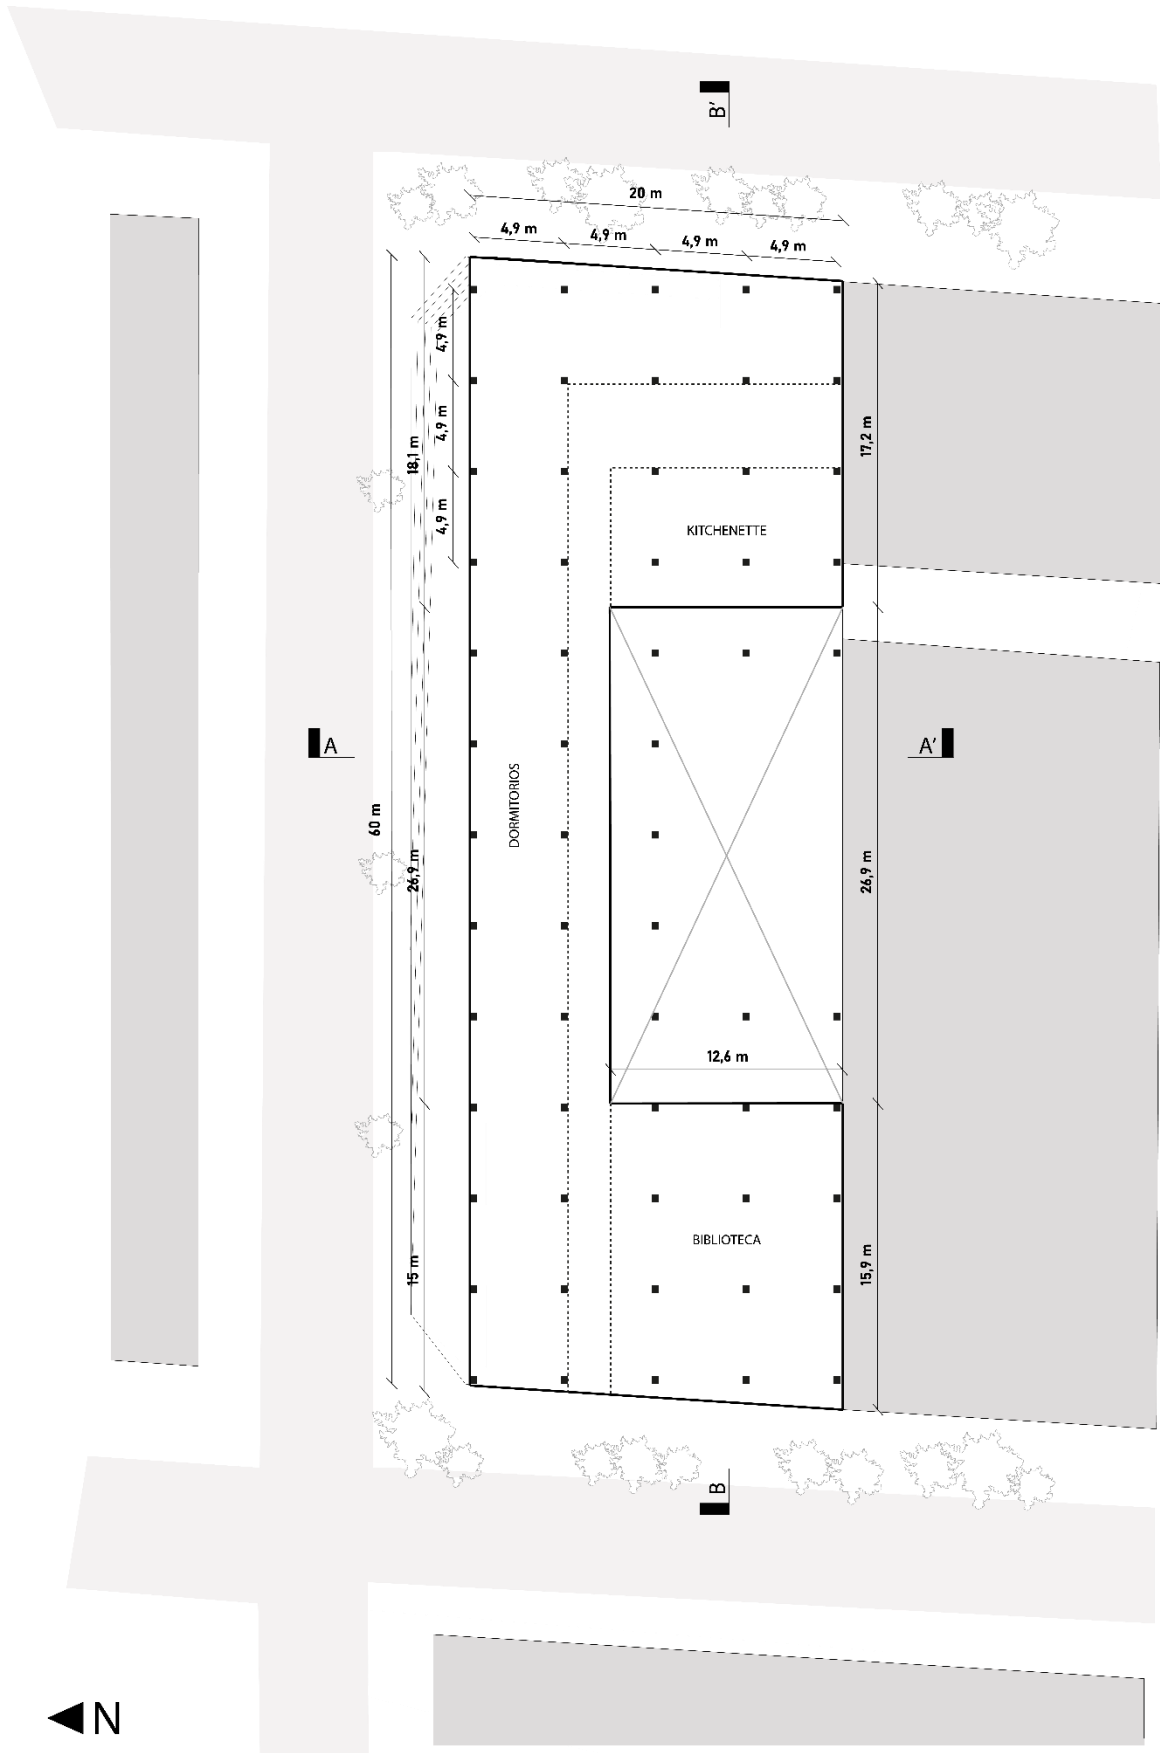 B'
20 m
4,9 m
4,9 m
4,9 m
4,9 m
4,9 m
4,9 m
4,9 m
18,1 m
17,2 m
KITCHENETTE
A
A'
DORMITORIOS
60 m
26,9 m
26,9 m
12,6 m
BIBLIOTECA
15 m
15,9 m
B
N